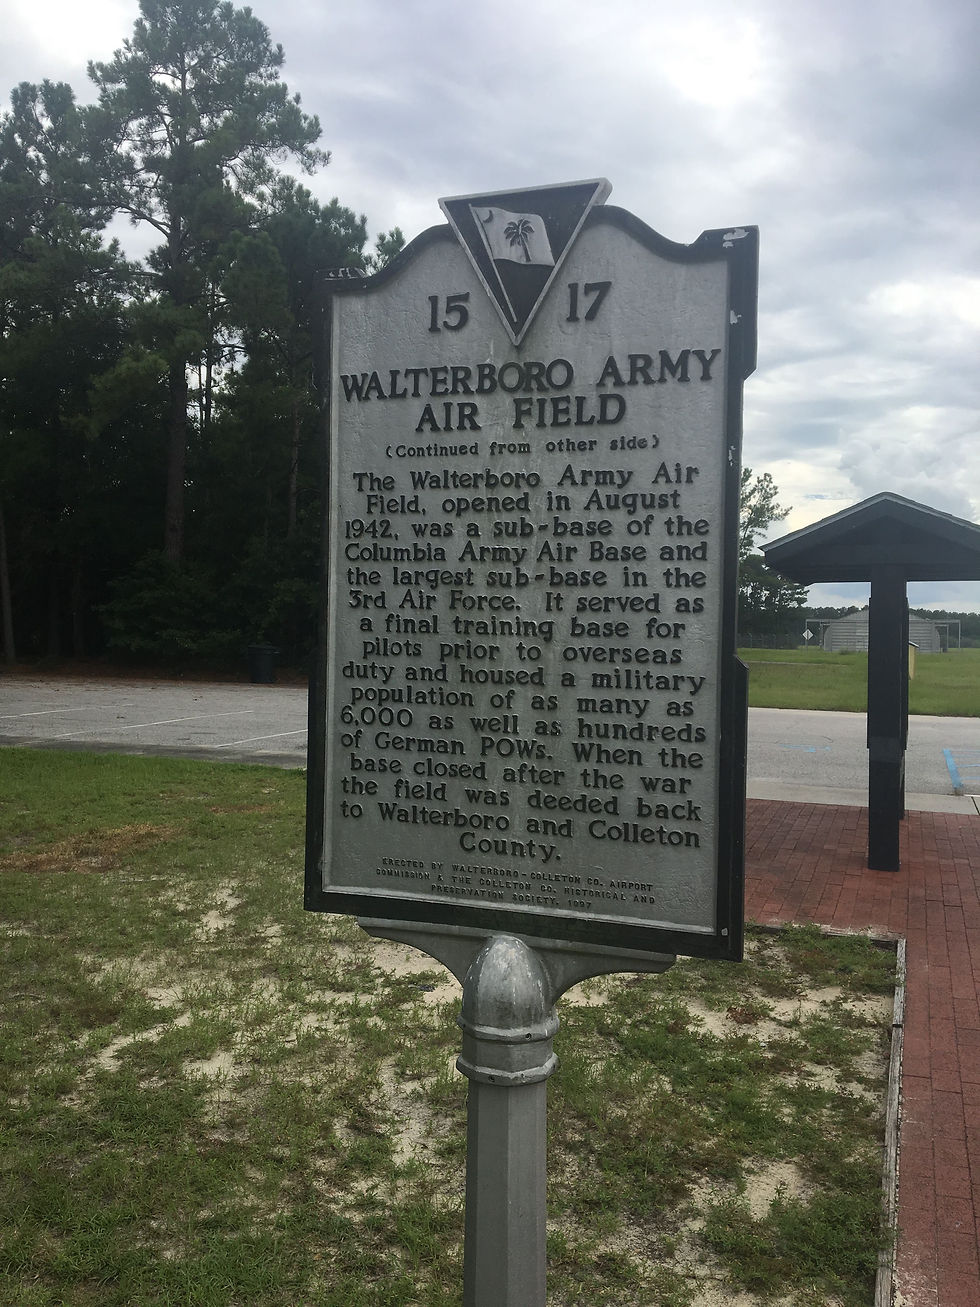 15 17
WALTERBORO ARMY
AIR FIELD
(Continued from other side)
The Walterboro Army Air
Field, opened in August
1942, was a sub-base of the
Columbia Army Air Base and
the largest sub-base in the
3rd Air Force. It served as
a final training base for
pilots prior to overseas
duty and housed a military
population of as many as
6,000 as well as hundreds
of German POWs. When the
base closed after the war
the field was deeded back
to Walterboro and Colleton
County.
ERECTED BY WALTERBORO-COLLETON CO. AIRPORT
COMMISSION & THE COLLETON CO. HISTORICAL AND
PRESERVATION SOCIETY, 1997